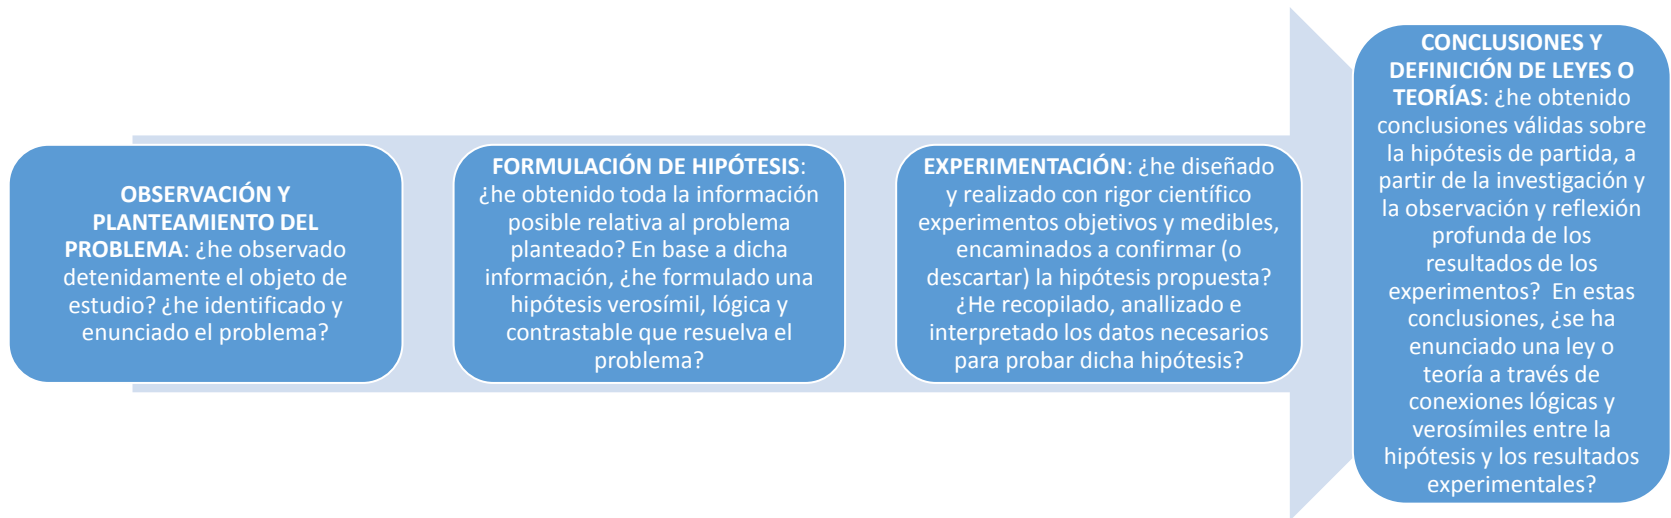 OBSERVACIÓN Y
PLANTEAMIENTO DEL
PROBLEMA: ¿he observado
detenidamente el objeto de
estudio? ¿he identificado y
enunciado el problema?
FORMULACIÓN DE HIPÓTESIS:
¿he obtenido toda la información
posible relativa al problema
planteado? En base a dicha
información, ¿he formulado una
hipótesis verosímil, lógica y
contrastable que resuelva el
problema?
EXPERIMENTACIÓN: ¿he diseñado
y realizado con rigor científico
experimentos objetivos y medibles,
encaminados a confirmar (o
descartar) la hipótesis propuesta?
¿He recopilado, anallizado e
interpretado los datos necesarios
para probar dicha hipótesis?
CONCLUSIONES Y
DEFINICIÓN DE LEYES O
TEORÍAS: ¿he obtenido
conclusiones válidas sobre
la hipótesis de partida, a
partir de la investigación y
la observación y reflexión
profunda de los
resultados de los
experimentos? En estas
conclusiones, ¿se ha
enunciado una ley o
teoría a través de
conexiones lógicas y
verosímiles entre la
hipótesis y los resultados
experimentales?